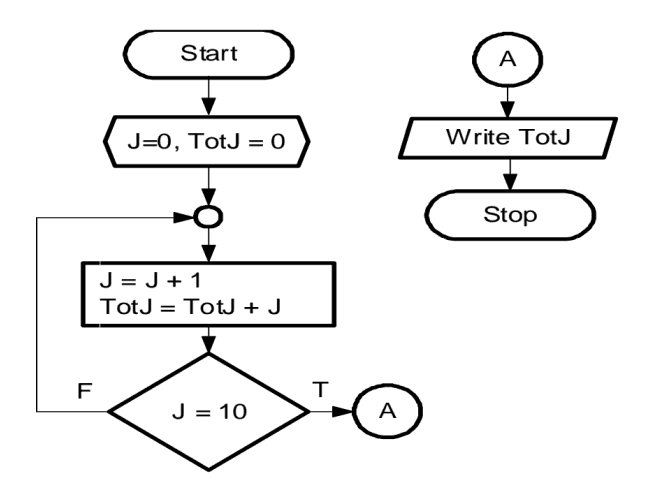 Start
J=0, TotJ = 0
J = J + 1
TotJ = TotJ + J
F
J = 10
T
A
A
Write TotJ
Stop